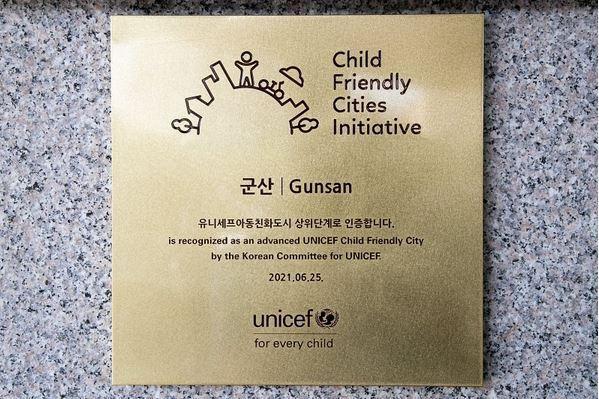 Child
Friendly
Cities
Initiative
군산 | Gunsan
유니세프아동친화도시 상위단계로 인증합니다.
is recognized as an advanced UNICEF Child Friendly City
by the Korean Committee for UNICEF.
2021.06.25.
unicef
for every child